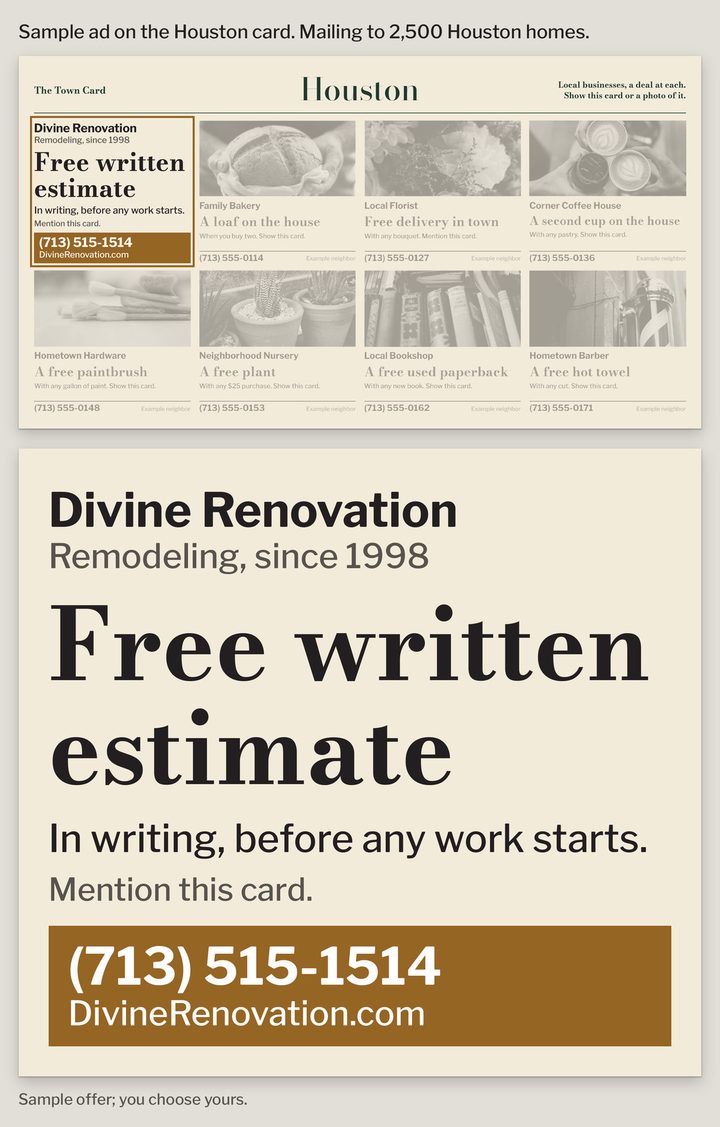 Sample ad on the Houston card. Mailing to 2,500 Houston homes.
The Town Card
Houston
Local businesses, a deal at each.
Show this card or a photo of it.
Divine Renovation
Remodeling, since 1998
Free written
estimate
In writing, before any work starts.
Mention this card.
(713) 515-1514
DivineRenovation.com
Family Bakery
A loaf on the house
When you buy two. Show this card.
(713) 555-0114
Example neighbor
Local Florist
Free delivery in town
With any bouquet. Mention this card.
(713) 555-0127
Example neighbor
Corner Coffee House
A second cup on the house
With any pastry. Show this card.
(713) 555-0136
Example neighbor
Hometown Hardware
A free paintbrush
With any gallon of paint. Show this card.
(713) 555-0148
Example neighbor
Neighborhood Nursery
A free plant
With any $25 purchase. Show this card.
(713) 555-0153
Example neighbor
Local Bookshop
A free used paperback
With any new book. Show this card.
(713) 555-0162
Example neighbor
Hometown Barber
A free hot towel
With any cut. Show this card.
(713) 555-0171
Example neighbor
Divine Renovation
Remodeling, since 1998
Free written
estimate
In writing, before any work starts.
Mention this card.
(713) 515-1514
DivineRenovation.com
Sample offer; you choose yours.